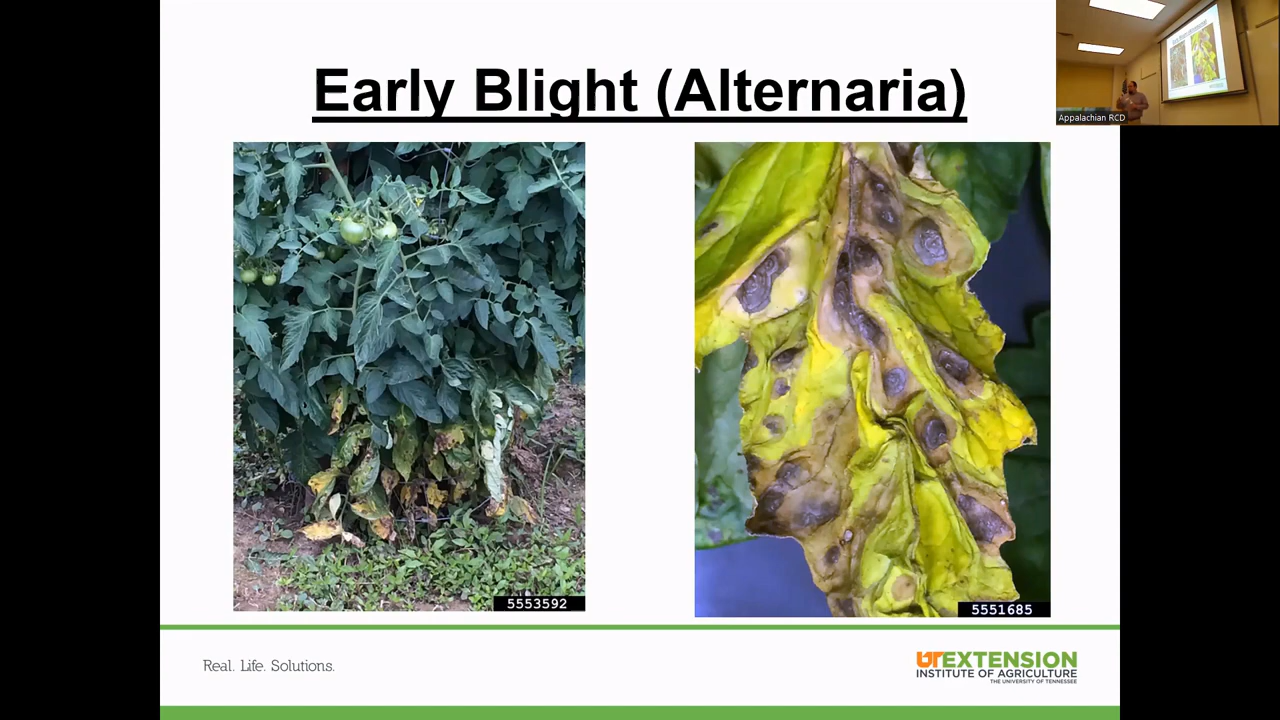 Early Blight (Alternaria)
Appalachian RCD
5553592
5551685
Real. Life. Solutions.
UTEXTENSION
INSTITUTE OF AGRICULTURE
THE UNIVERSITY OF TENNESSEE